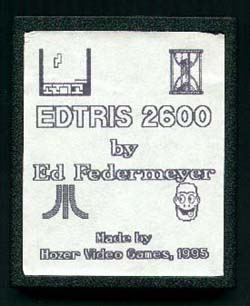 EDTRIS 2600
by
Ed Federmeyer
Made by
Hozer Video Games, 1995